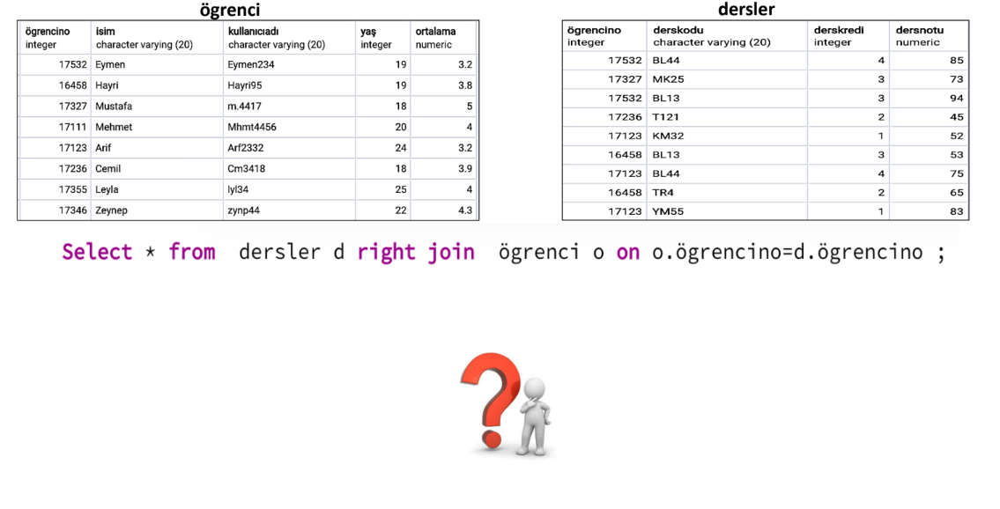 ögrenci
ögrencino isim kullanıcıadı yaş ortalama
integer character varying (20) character varying (20) integer numeric
17532 Eymen Eymen234 19 3.2
16458 Hayri Hayri95 19 3.8
17327 Mustafa m.4417 18 5
17111 Mehmet Mhmt4456 20 4
17123 Arif Arf2332 24 3.2
17236 Cemil Cm3418 18 3.9
17355 Leyla lyl34 25 4
17346 Zeynep zynp44 22 4.3
dersler
ögrencino derskodu derskredi dersnotu
integer character varying (20) integer numeric
17532 BL44 4 85
17327 MK25 3 73
17532 BL13 3 94
17236 T121 2 45
17123 KM32 1 52
16458 BL13 3 53
17123 BL44 4 75
16458 TR4 2 65
17123 YM55 1 83
Select * from dersler d right join ögrenci o on o.ögrencino=d.ögrencino ;